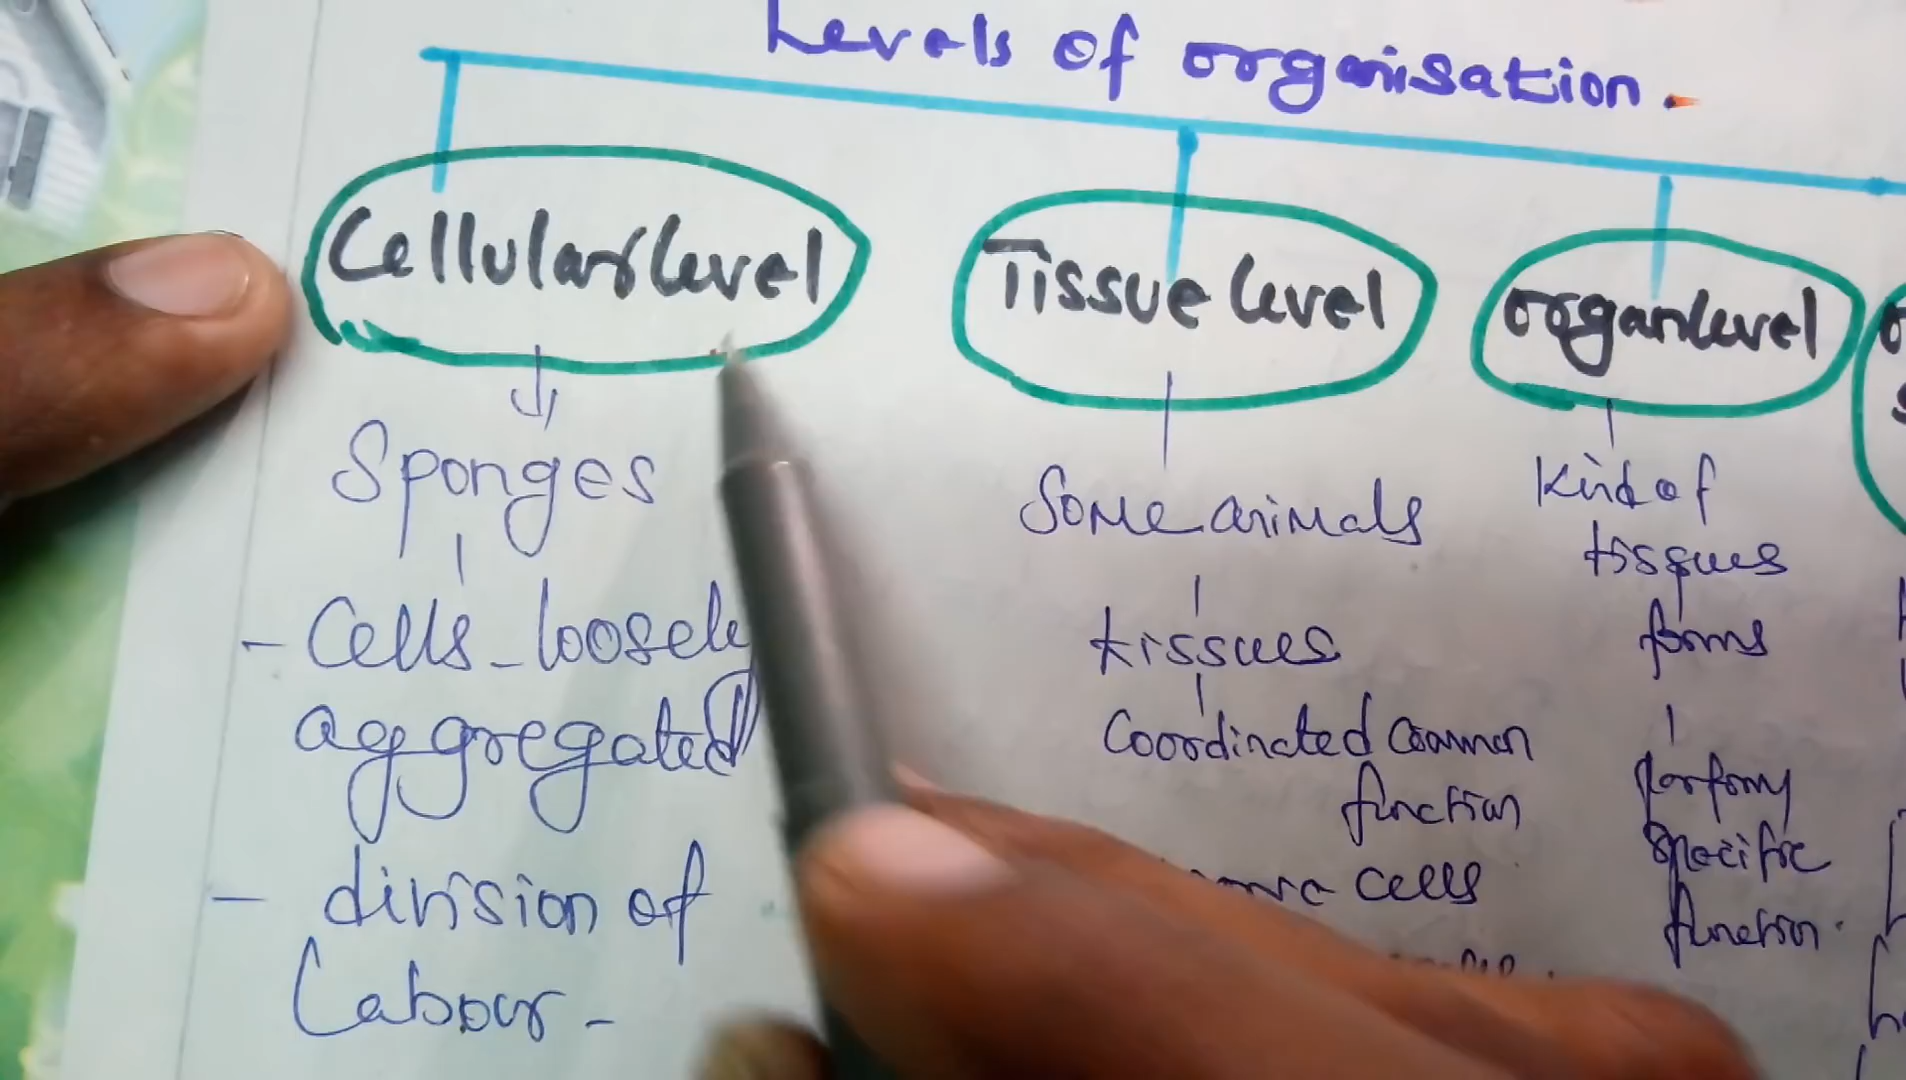 Levels of organisation.
Cellular level
Sponges
- Cells - loosely
aggregated
- division of
Labour -
Tissue level
Some animals
tissues
Coordinated common
function
cells
organ level
Kind of
tissues
forms
perform
specific
function.